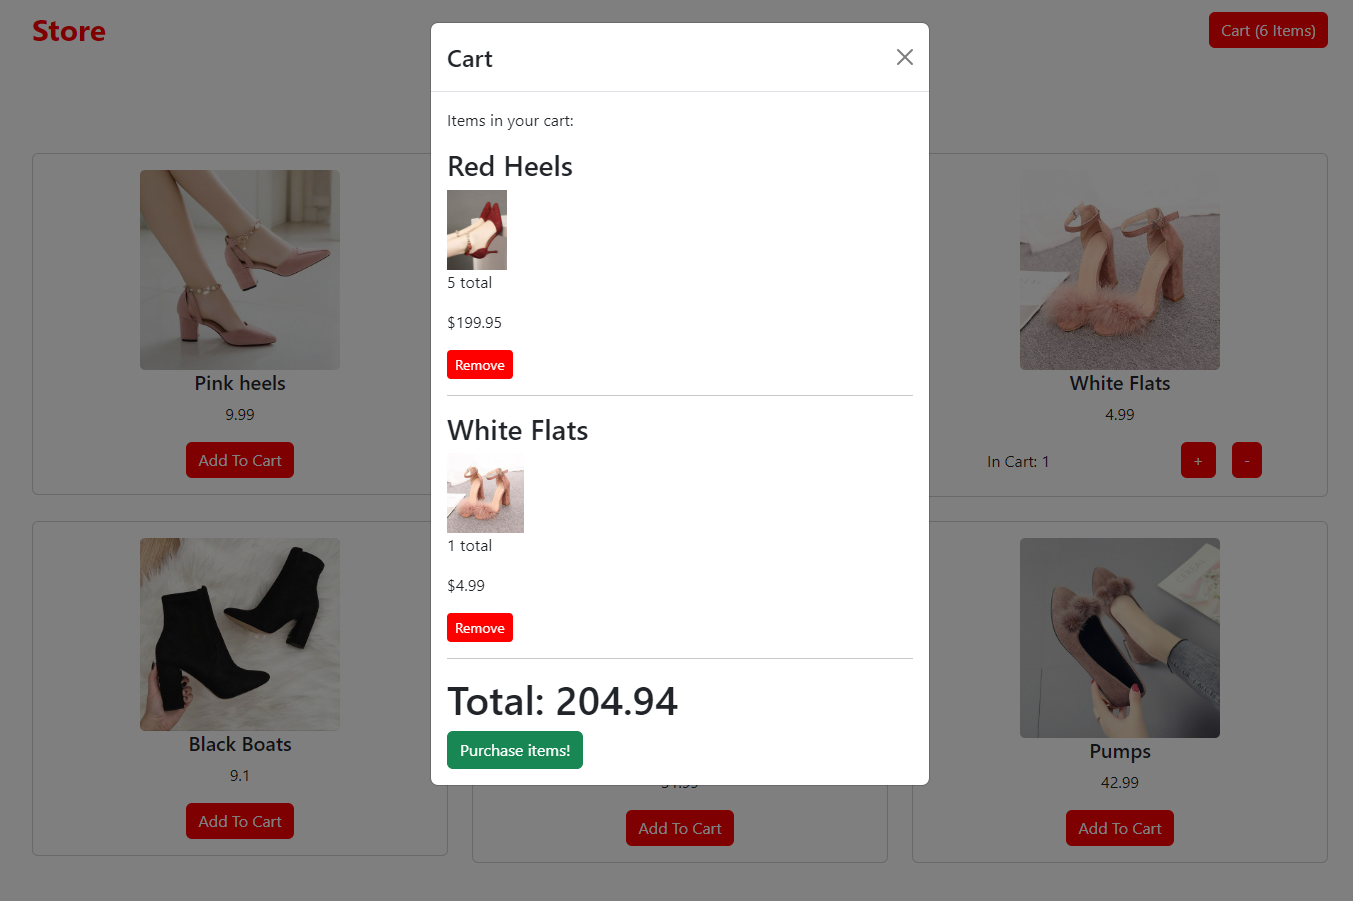 Store
Cart (6 Items)
Cart
Items in your cart:
Red Heels
5 total
$199.95
Remove
White Flats
1 total
$4.99
Remove
Total: 204.94
Purchase items!
Pink heels
9.99
Add To Cart
White Flats
4.99
In Cart: 1
+
-
Black Boats
9.1
Add To Cart
Add To Cart
Pumps
42.99
Add To Cart